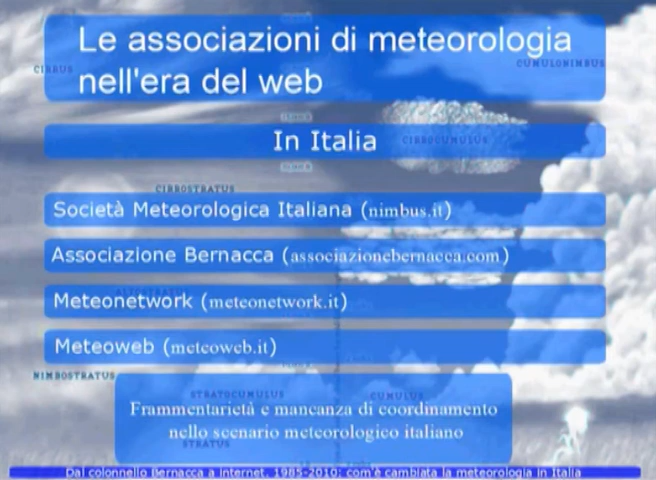 Le associazioni di meteorologia
nell'era del web
CIRRUS
CUMULONIMBUS
In Italia
CIRROCUMULUS
CIRROSTRATUS
Società Meteorologica Italiana (nimbus.it)
Associazione Bernacca (associazionebernacca.com)
Meteonetwork (meteonetwork.it)
Meteoweb (meteoweb.it)
NIMBOSTRATUS
STRATOCUMULUS
CUMULUS
Frammentarietà e mancanza di coordinamento
nello scenario meteorologico italiano
STRATUS
Dal colonnello Bernacca a Internet. 1985-2010: com'è cambiata la meteorologia in Italia